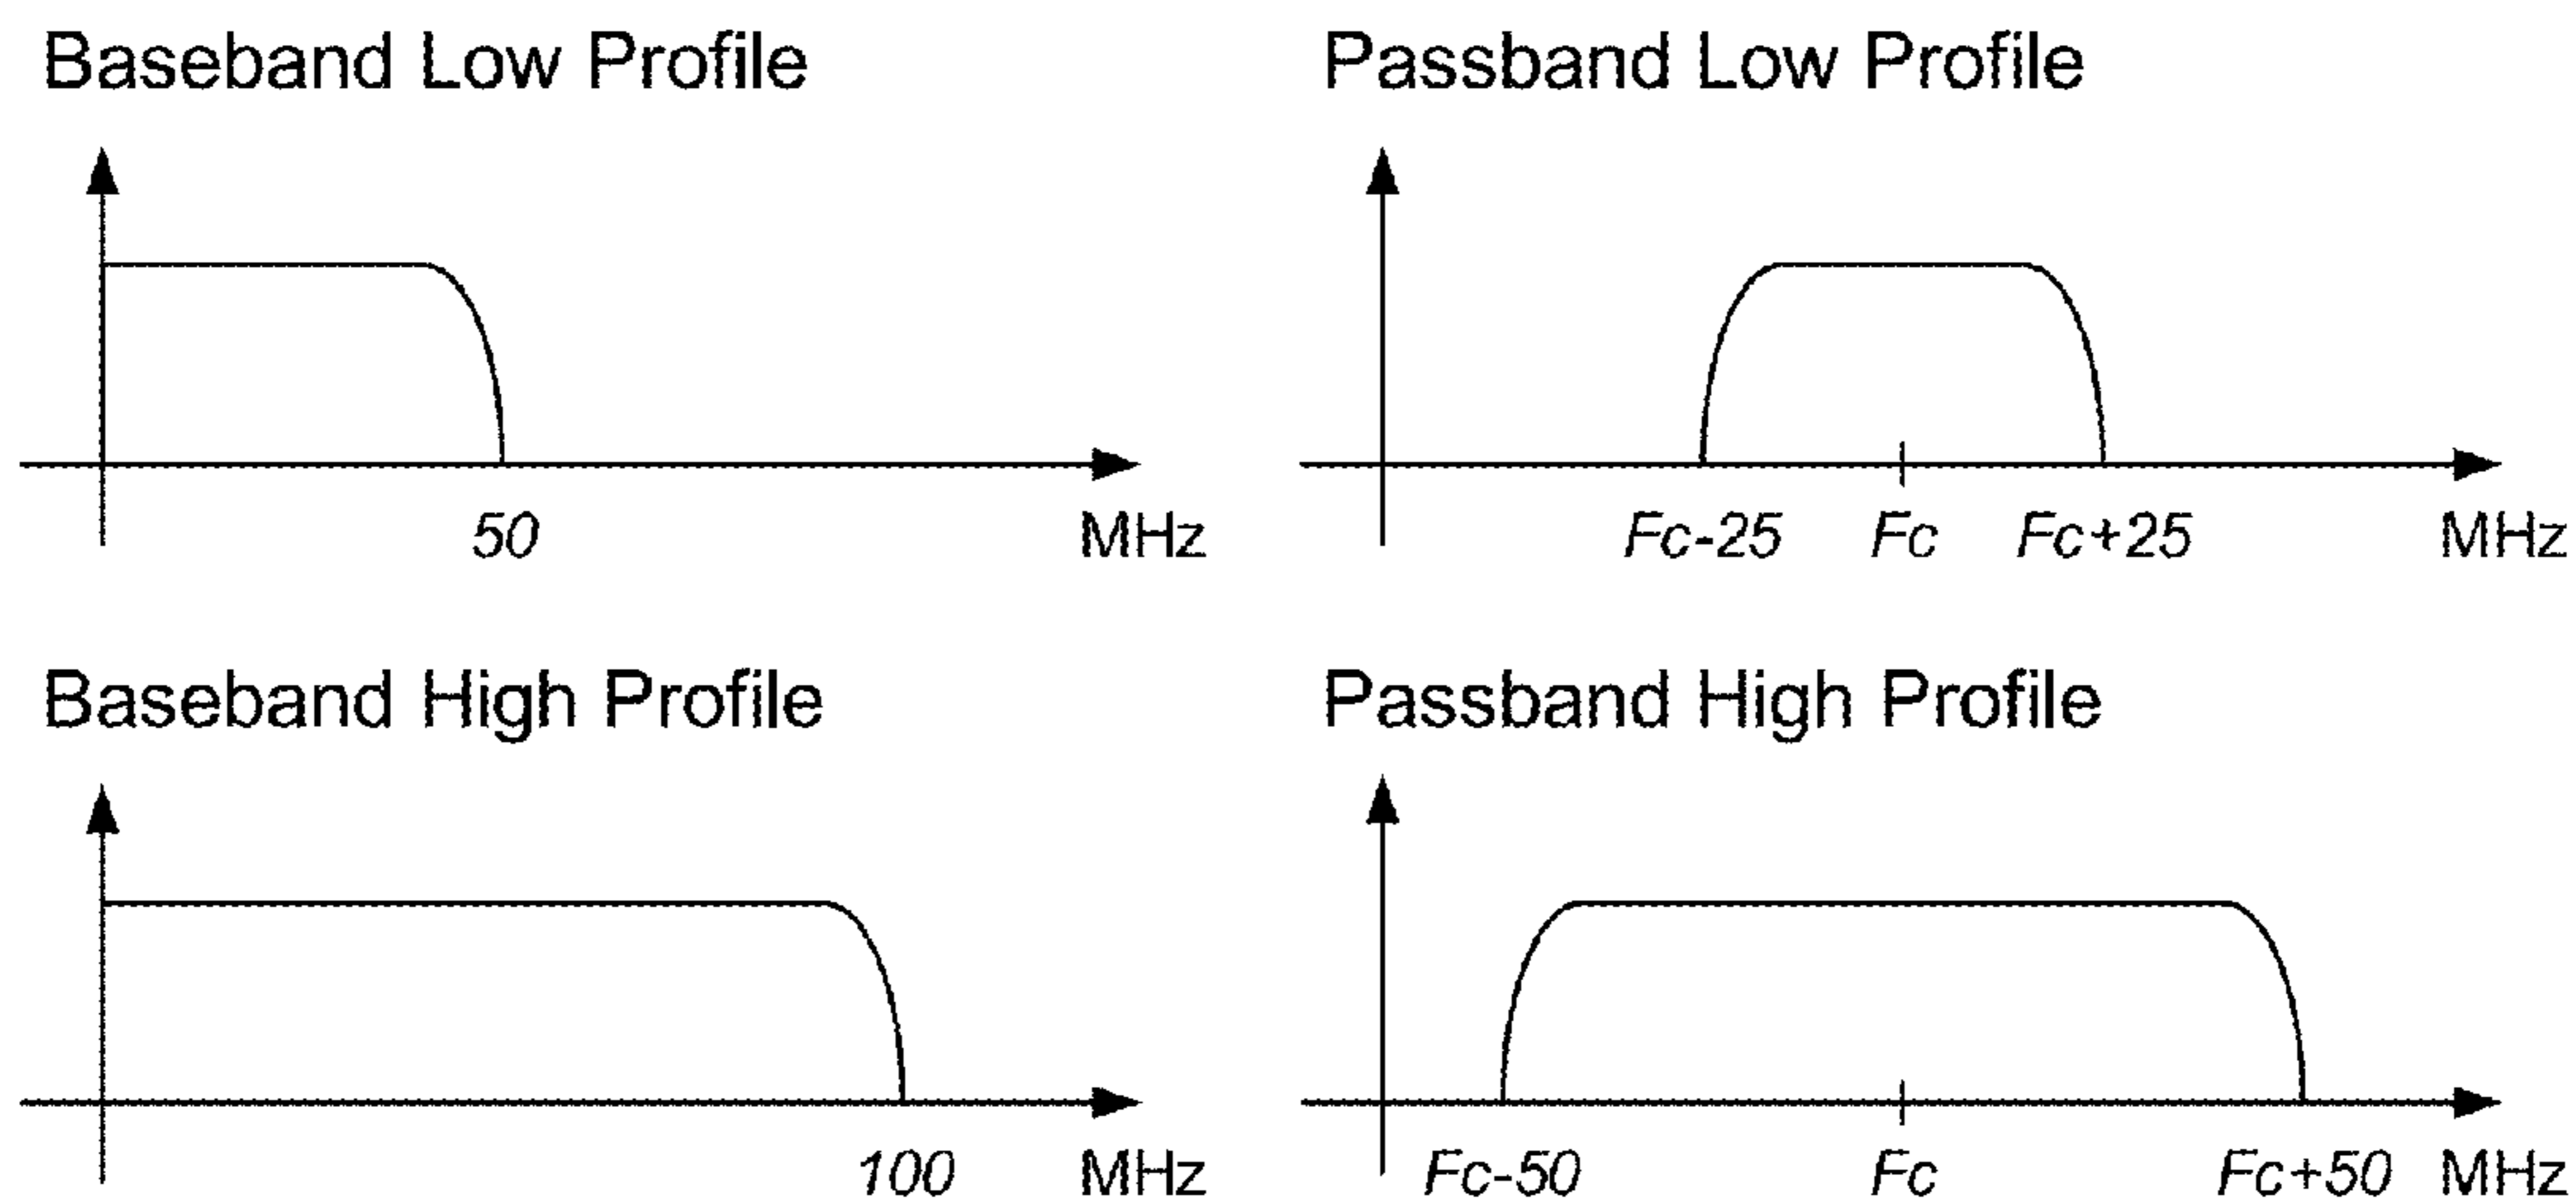 Baseband Low Profile
Passband Low Profile
50 MHz
Fc-25 Fc Fc+25 MHz
Baseband High Profile
Passband High Profile
100 MHz
Fc-50 Fc Fc+50 MHz